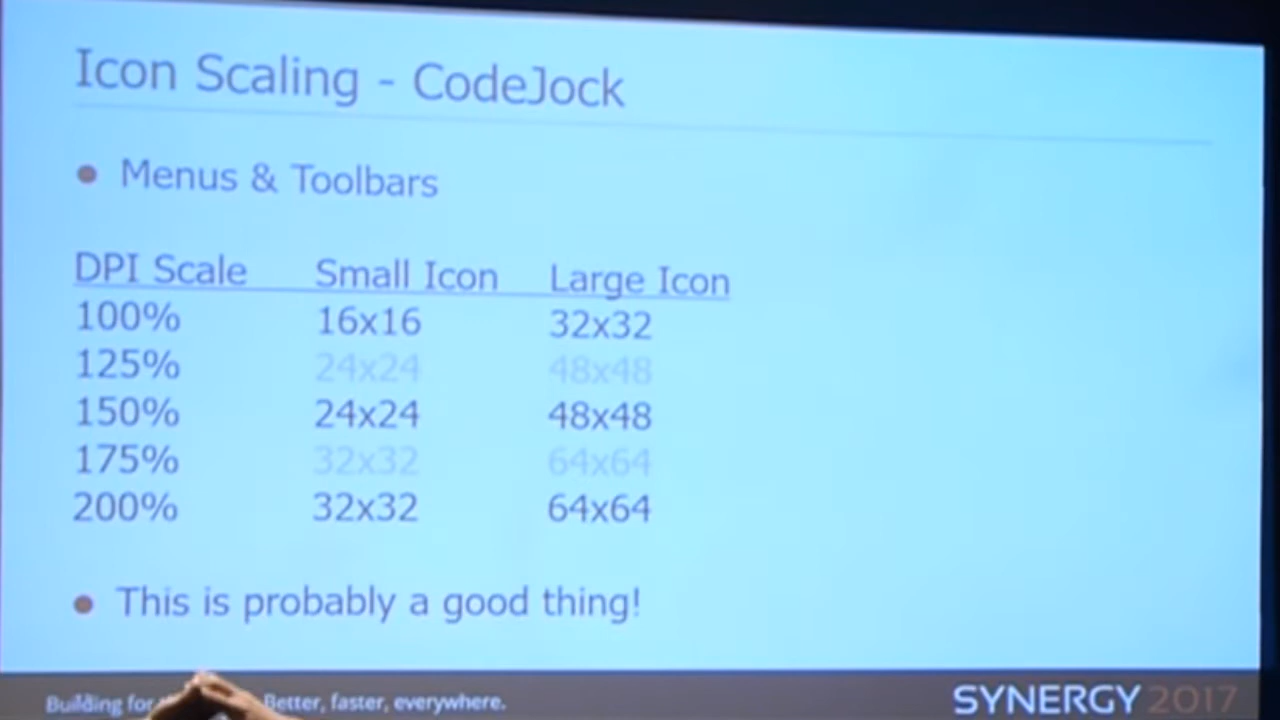 Icon Scaling - CodeJock
Menus & Toolbars
DPI Scale Small Icon Large Icon
100% 16x16 32x32
125% 24x24 48x48
150% 24x24 48x48
175% 32x32 64x64
200% 32x32 64x64
This is probably a good thing!
Building for Better, faster, everywhere.
SYNERGY 2017